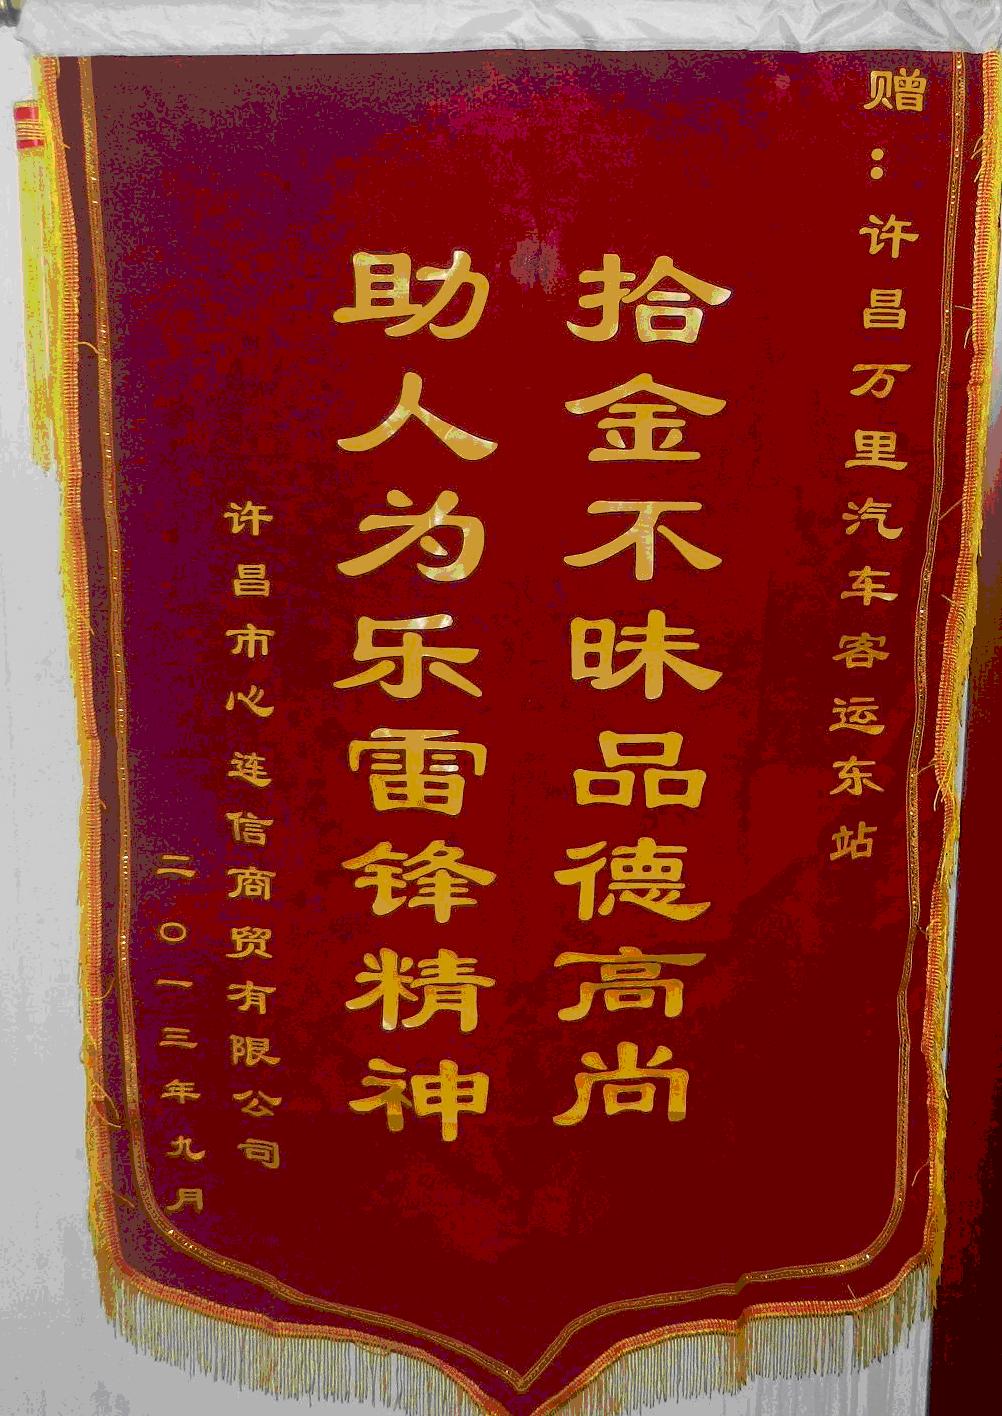 赠：许昌万里汽车客运东站
拾金不昧品德高尚
助人为乐雷锋精神
许昌市心连信商贸有限公司
二〇一三年九月